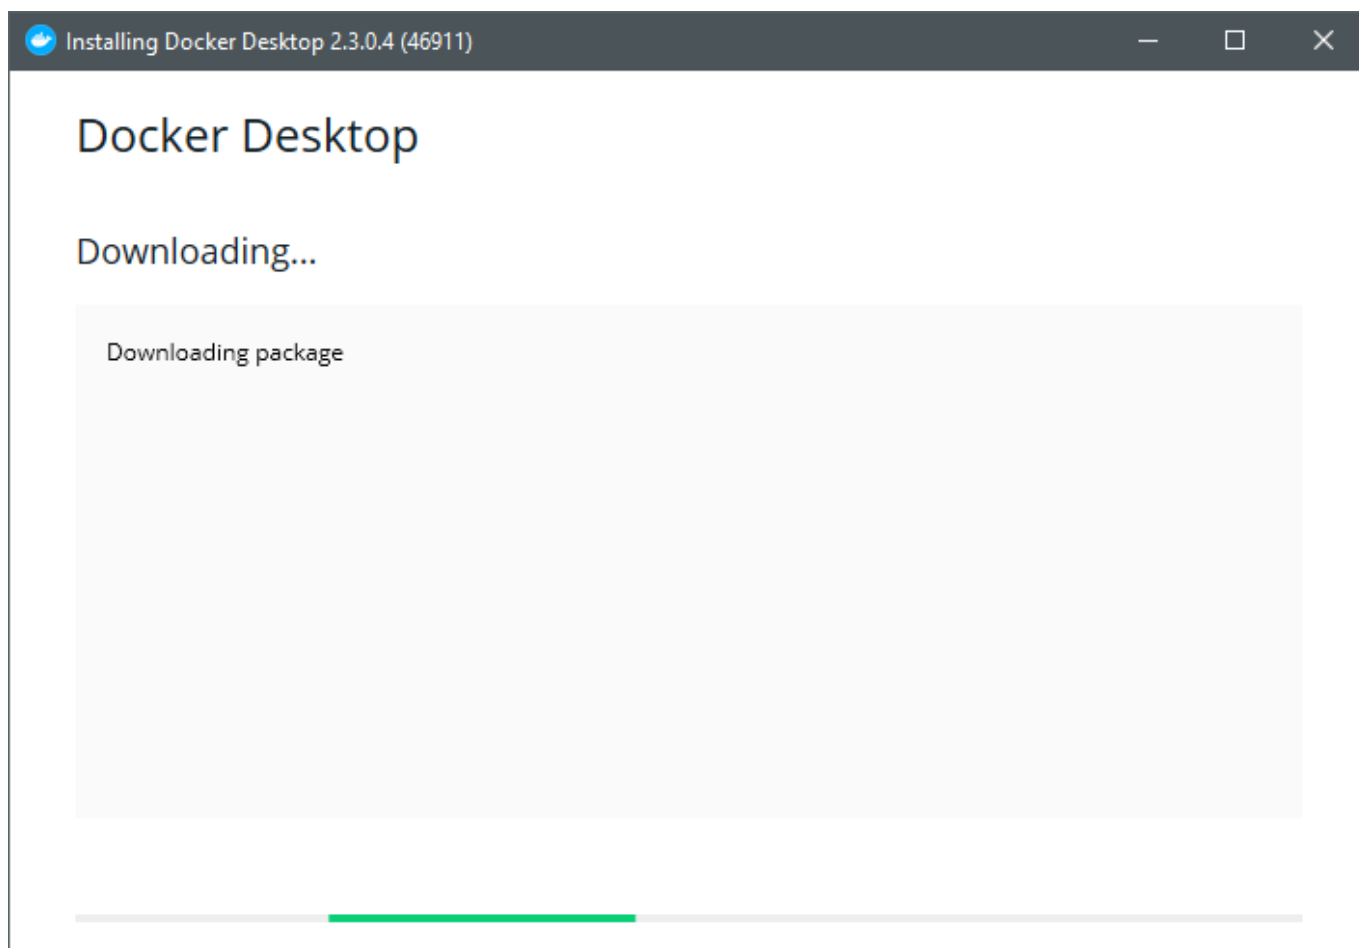 Installing Docker Desktop 2.3.0.4 (46911)
Docker Desktop
Downloading...
Downloading package